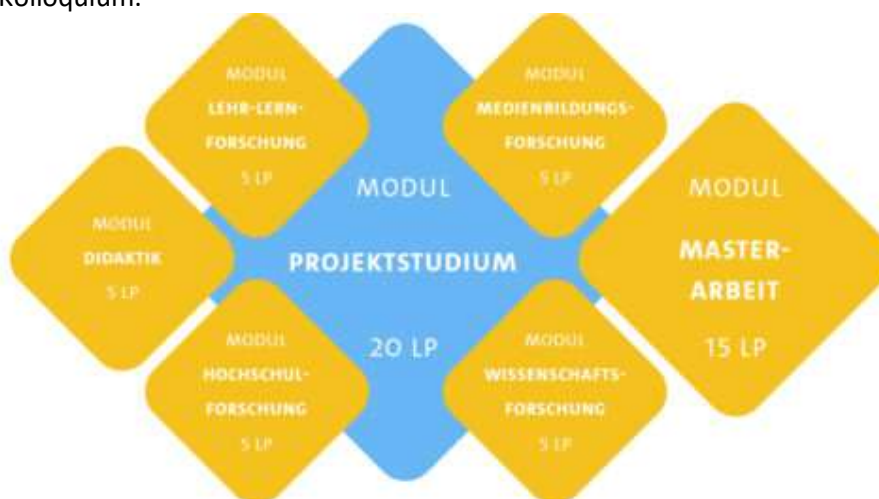 Kolloquium.
MODUL
LEHR-LERN-
FORSCHUNG
5 LP
MODUL
MEDIENBILDUNGS-
FORSCHUNG
5 LP
MODUL
DIDAKTIK
5 LP
MODUL
PROJEKTSTUDIUM
20 LP
MODUL
MASTER-
ARBEIT
15 LP
MODUL
HOCHSCHUL-
FORSCHUNG
5 LP
MODUL
WISSENSCHAFTS-
FORSCHUNG
5 LP